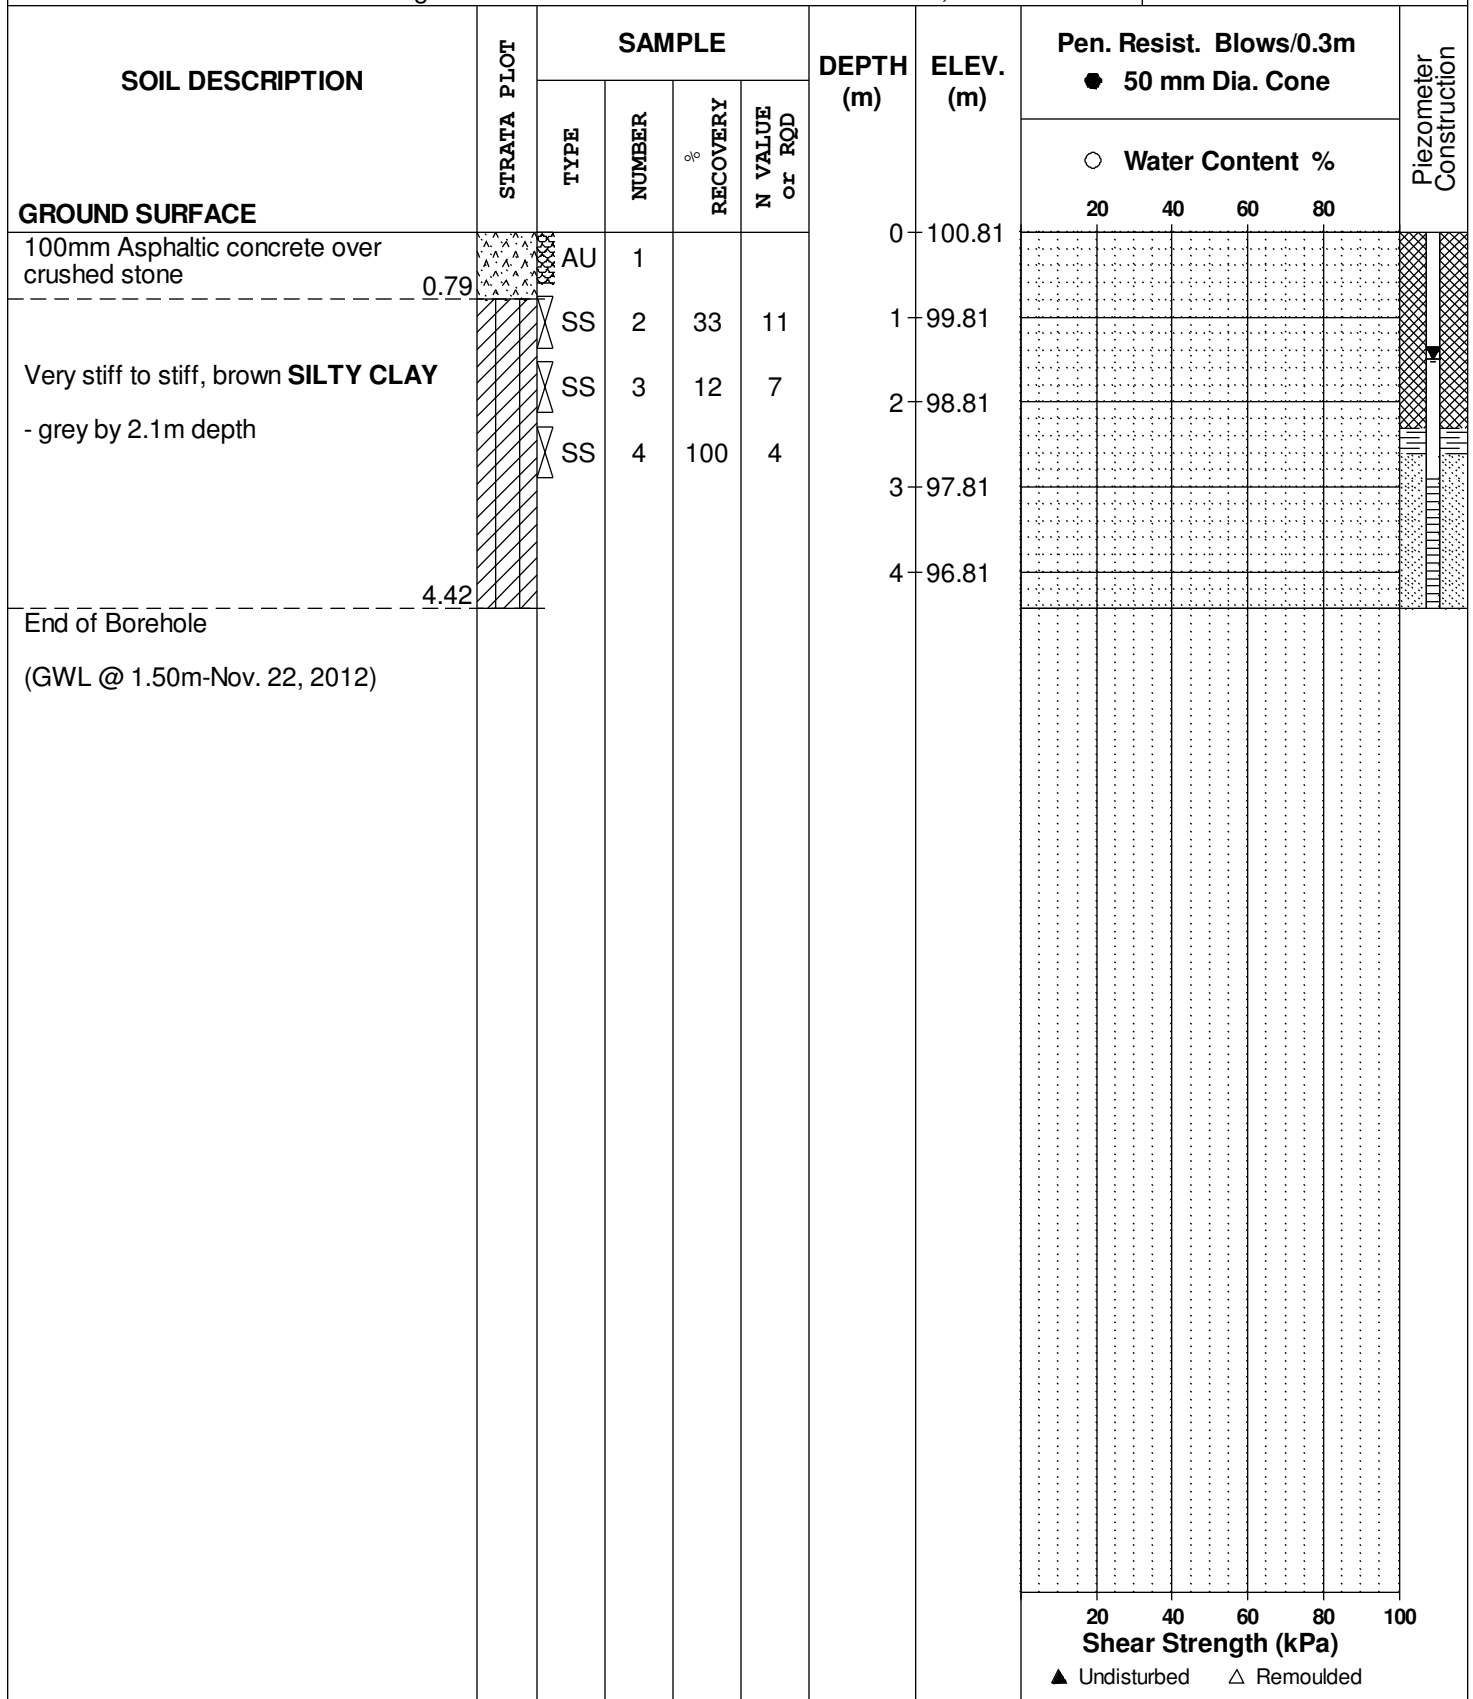 SOIL DESCRIPTION
GROUND SURFACE
STRATA PLOT
SAMPLE
TYPE
NUMBER
%
RECOVERY
N VALUE
or RQD
DEPTH
(m)
ELEV.
(m)
Pen. Resist. Blows/0.3m
● 50 mm Dia. Cone
○ Water Content %
20 40 60 80
Piezometer
Construction
0 100.81
100mm Asphaltic concrete over
crushed stone
0.79
AU 1
SS 2 33 11
1 99.81
Very stiff to stiff, brown SILTY CLAY
SS 3 12 7
2 98.81
- grey by 2.1m depth
SS 4 100 4
3 97.81
4 96.81
4.42
End of Borehole
(GWL @ 1.50m-Nov. 22, 2012)
20 40 60 80 100
Shear Strength (kPa)
▲ Undisturbed △ Remoulded